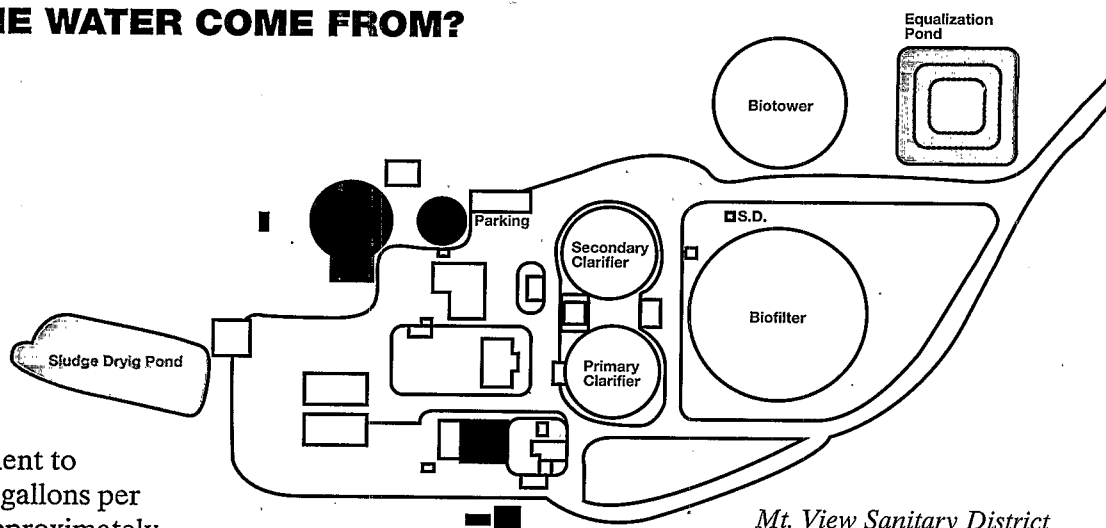 IE WATER COME FROM?
Equalization
Pond
Biotower
Parking
S.D.
Secondary
Clarifier
Biofilter
Sludge Dryig Pond
Primary
Clarifier
ent to
gallons per
Mt. View Sanitary District